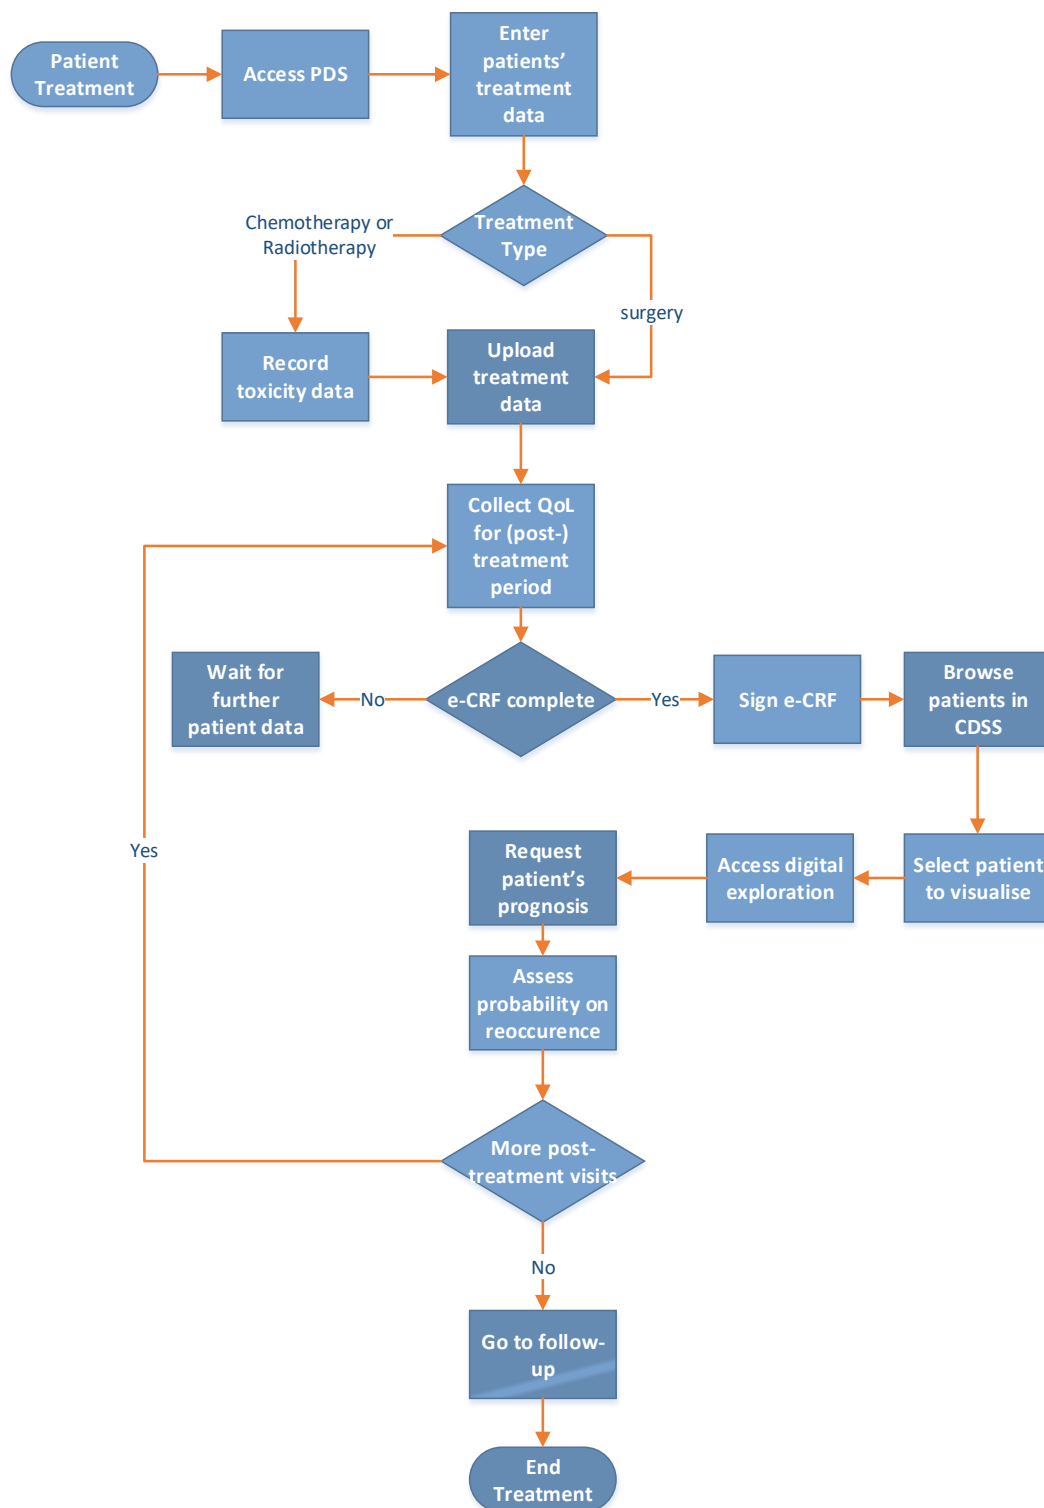 Patient
Treatment
Access PDS
Enter
patients'
treatment
data
Treatment
Type
Chemotherapy or
Radiotherapy
surgery
Record
toxicity data
Upload
treatment
data
Collect QoL
for (post-)
treatment
period
Wait for
further
patient data
No
e-CRF complete
Yes
Sign e-CRF
Browse
patients in
CDSS
Yes
Request
patient's
prognosis
Access digital
exploration
Select patient
to visualise
Assess
probability on
reoccurence
More post-
treatment visits
No
Go to follow-
up
End
Treatment